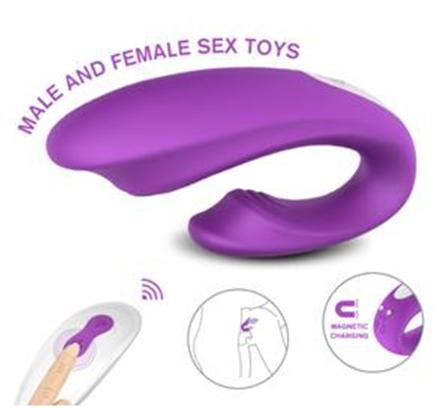 MALE AND FEMALE SEX TOYS
MAGNETIC
CHARGING